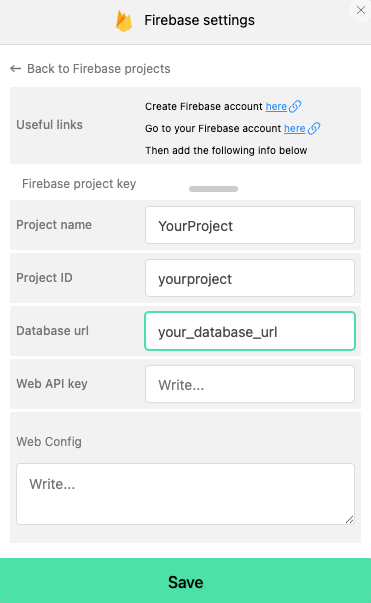 Firebase settings
← Back to Firebase projects
Useful links
Create Firebase account here
Go to your Firebase account here
Then add the following info below
Firebase project key
Project name
YourProject
Project ID
yourproject
Database url
your_database_url
Web API key
Write...
Web Config
Write...
Save